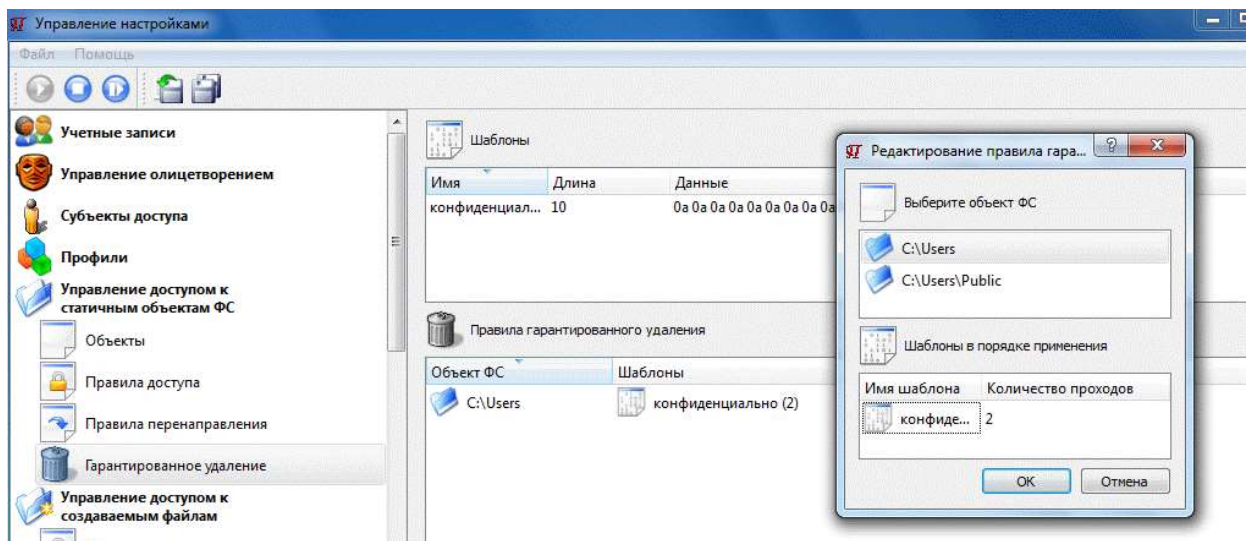 Управление настройками
Файл Помощь
Учетные записи
Управление олицетворением
Субъекты доступа
Профили
Управление доступом к
статичным объектам ФС
Объекты
Правила доступа
Правила перенаправления
Гарантированное удаление
Управление доступом к
создаваемым файлам
Шаблоны
Имя Длина Данные
конфиденциал... 10 0a 0a 0a 0a 0a 0a 0a 0a 0a
Правила гарантированного удаления
Объект ФС Шаблоны
C:\Users конфиденциально (2)
Редактирование правила гара...
Выберите объект ФС
C:\Users
C:\Users\Public
Шаблоны в порядке применения
Имя шаблона Количество проходов
конфиде... 2
ОК Отмена